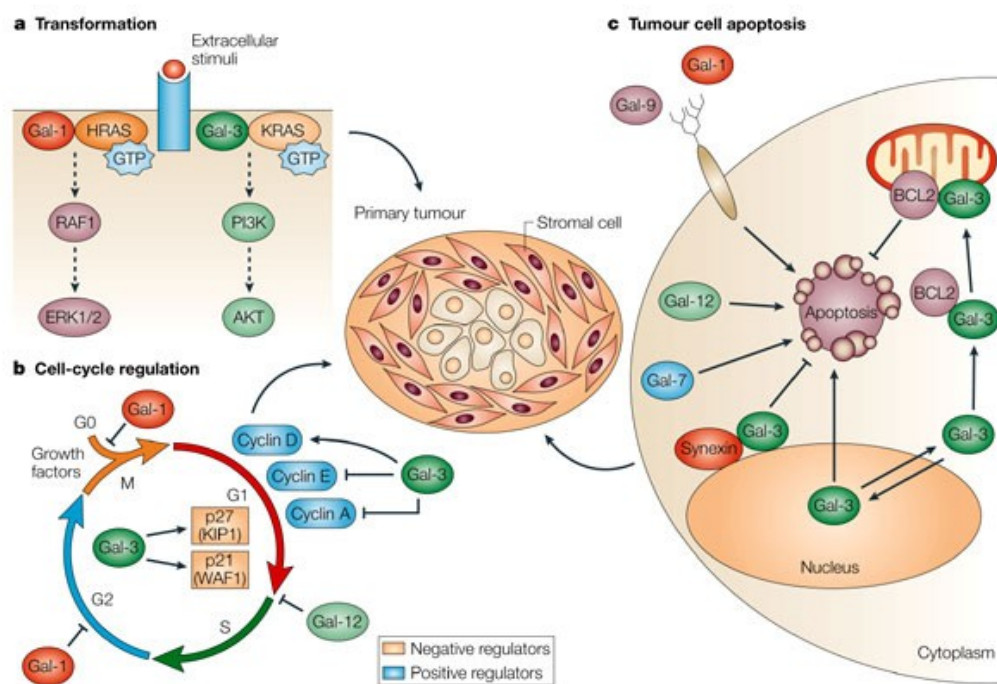 a Transformation
Extracellular
stimuli
Gal-1
HRAS
GTP
Gal-3
KRAS
GTP
RAF1
PI3K
ERK1/2
AKT
Primary tumour
Stromal cell
b Cell-cycle regulation
Gal-1
G0
Growth
factors
M
G1
Gal-3
p27
(KIP1)
p21
(WAF1)
G2
S
Gal-1
Gal-12
Cyclin D
Cyclin E
Cyclin A
Gal-3
Negative regulators
Positive regulators
c Tumour cell apoptosis
Gal-1
Gal-9
BCL2
Gal-3
Gal-12
Apoptosis
BCL2
Gal-3
Gal-7
Synexin
Gal-3
Gal-3
Gal-3
Nucleus
Cytoplasm